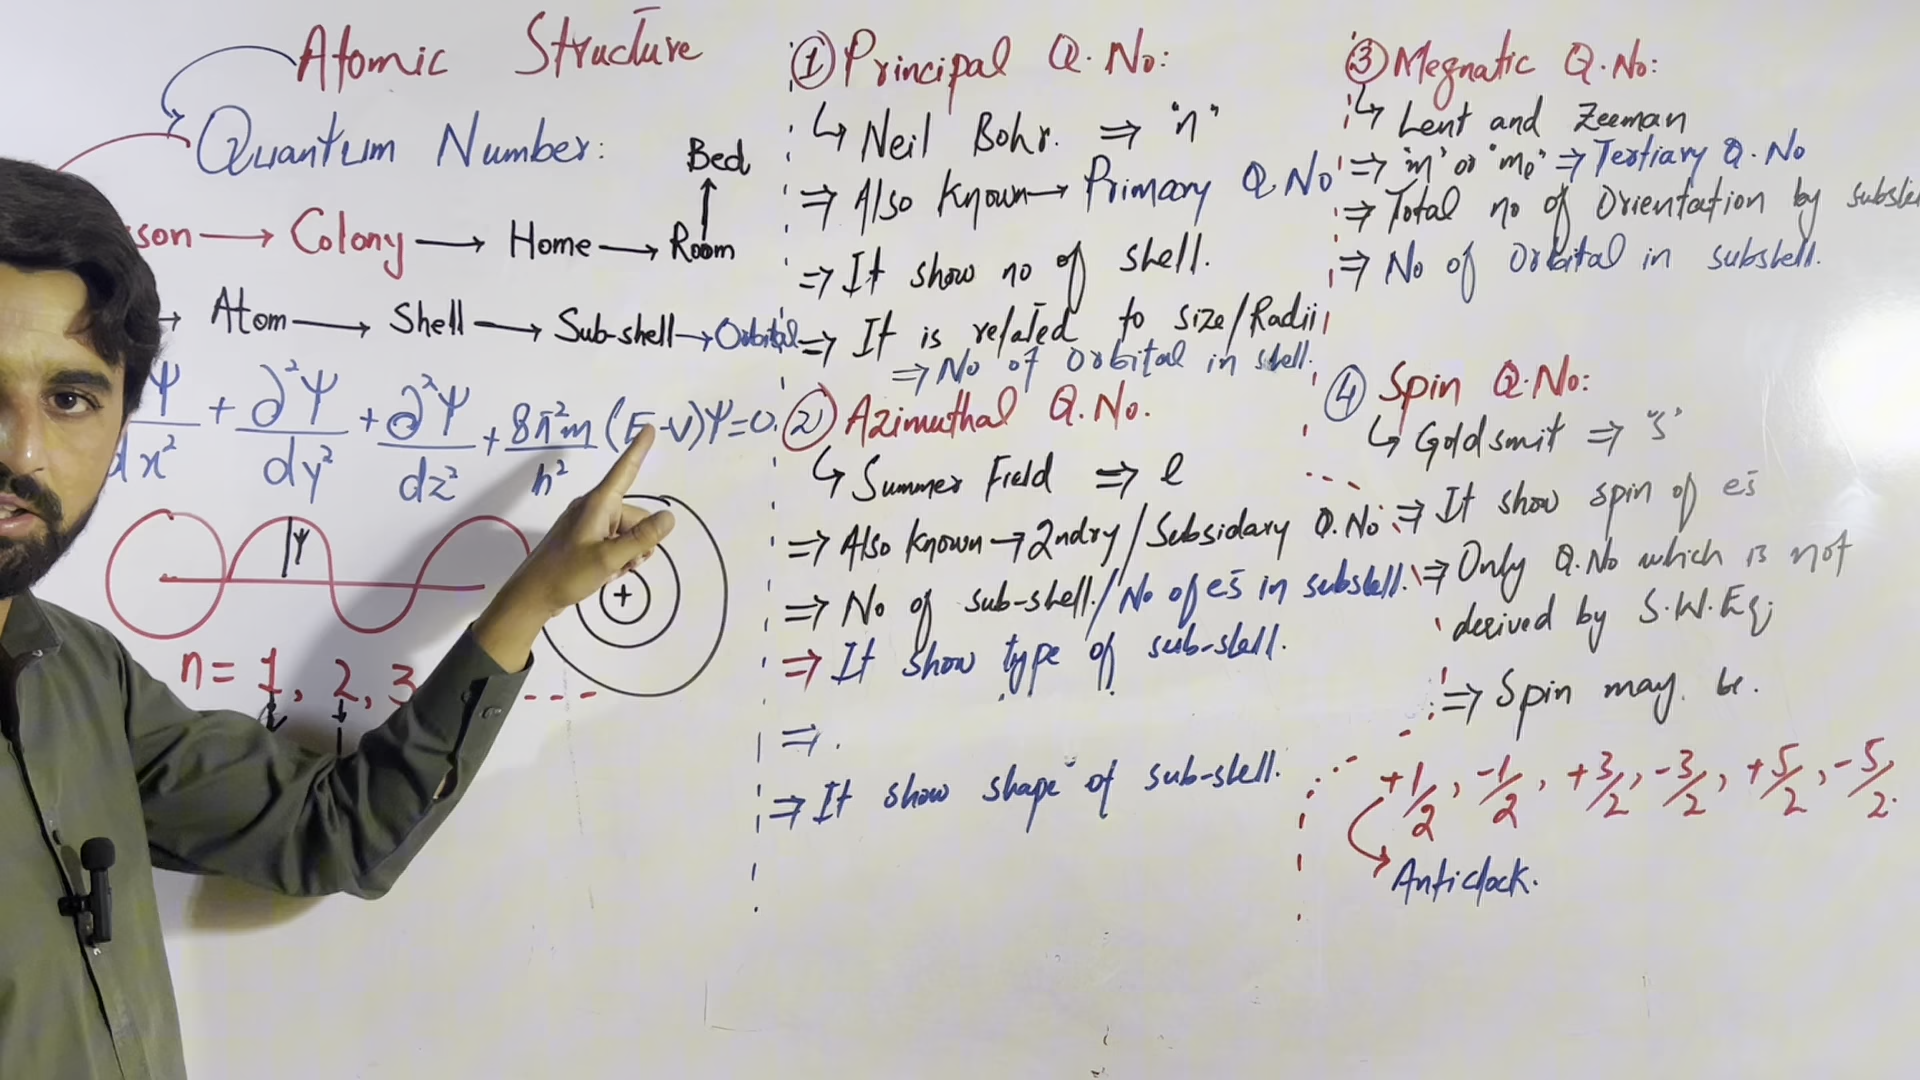 Atomic Structure
Quantum Number:
Bed
son → Colony → Home → Room
→ Atom → Shell → Sub-shell → Orbital
Ψ/dx² + ∂²Ψ/dy² + ∂²Ψ/dz² + 8π²m/h² (E-V)Ψ=0
Ψ
+
n= 1, 2, 3 - - - -
① Principal Q.No:
↳ Neil Bohr. ⇒ "n"
⇒ Also Known → Primary Q.No
⇒ It show no of shell.
⇒ It is related to size/Radii
⇒ No of Orbital in shell.
② Azimuthal Q.No.
↳ Summer Field ⇒ l
⇒ Also Known → 2ndry/Subsidary Q.No
⇒ No of sub-shell./No of es in subshell.
⇒ It show type of sub-shell.
⇒ .
⇒ It show shape of sub-shell.
③ Megnatic Q.No:
↳ Lent and Zeeman
⇒ "m" or "mℓ" ⇒ Tertiary Q.No
⇒ Total no of Orientation by
⇒ No of Orbital in subshell.
④ Spin Q.No:
↳ Goldsmit ⇒ "S"
⇒ It show spin of es
⇒ Only Q.No which is not
derived by S.W.Eq;
⇒ Spin may be.
+1/2, -1/2, +3/2, -3/2, +5/2, -5/2.
Anticlock.